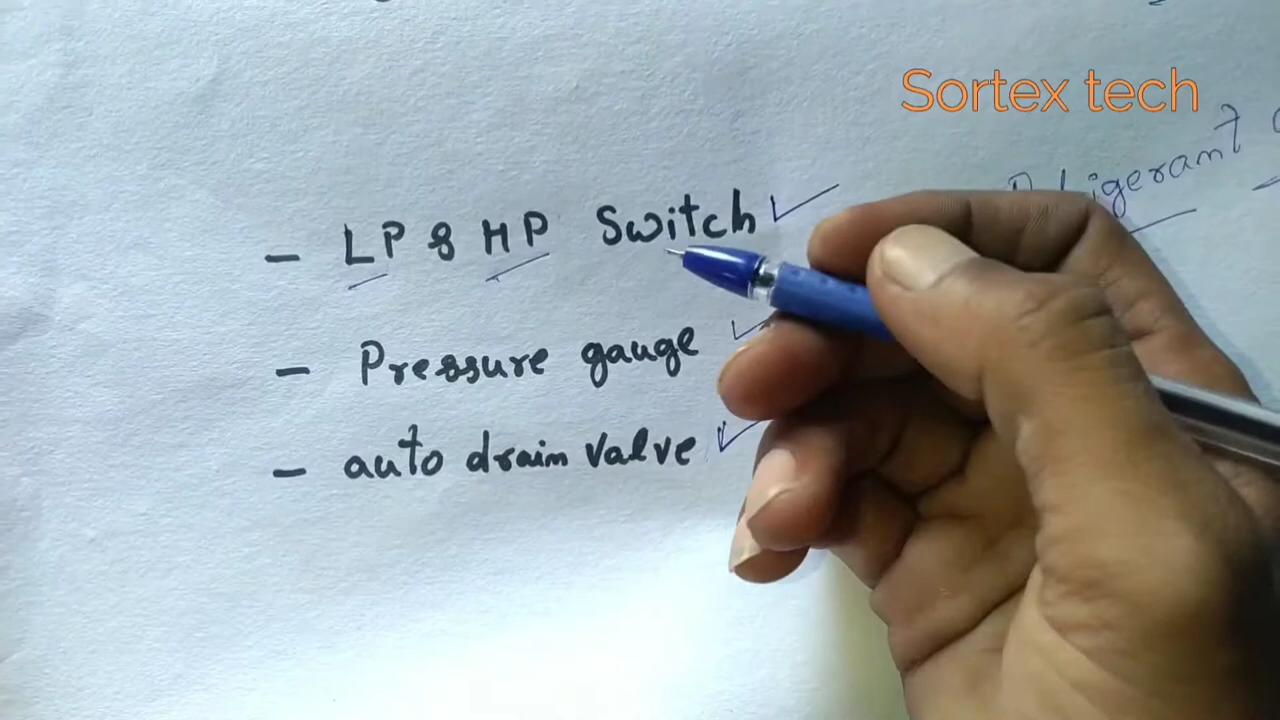 Sortex tech
- LP & HP Switch
- Pressure gauge
- auto drain valve